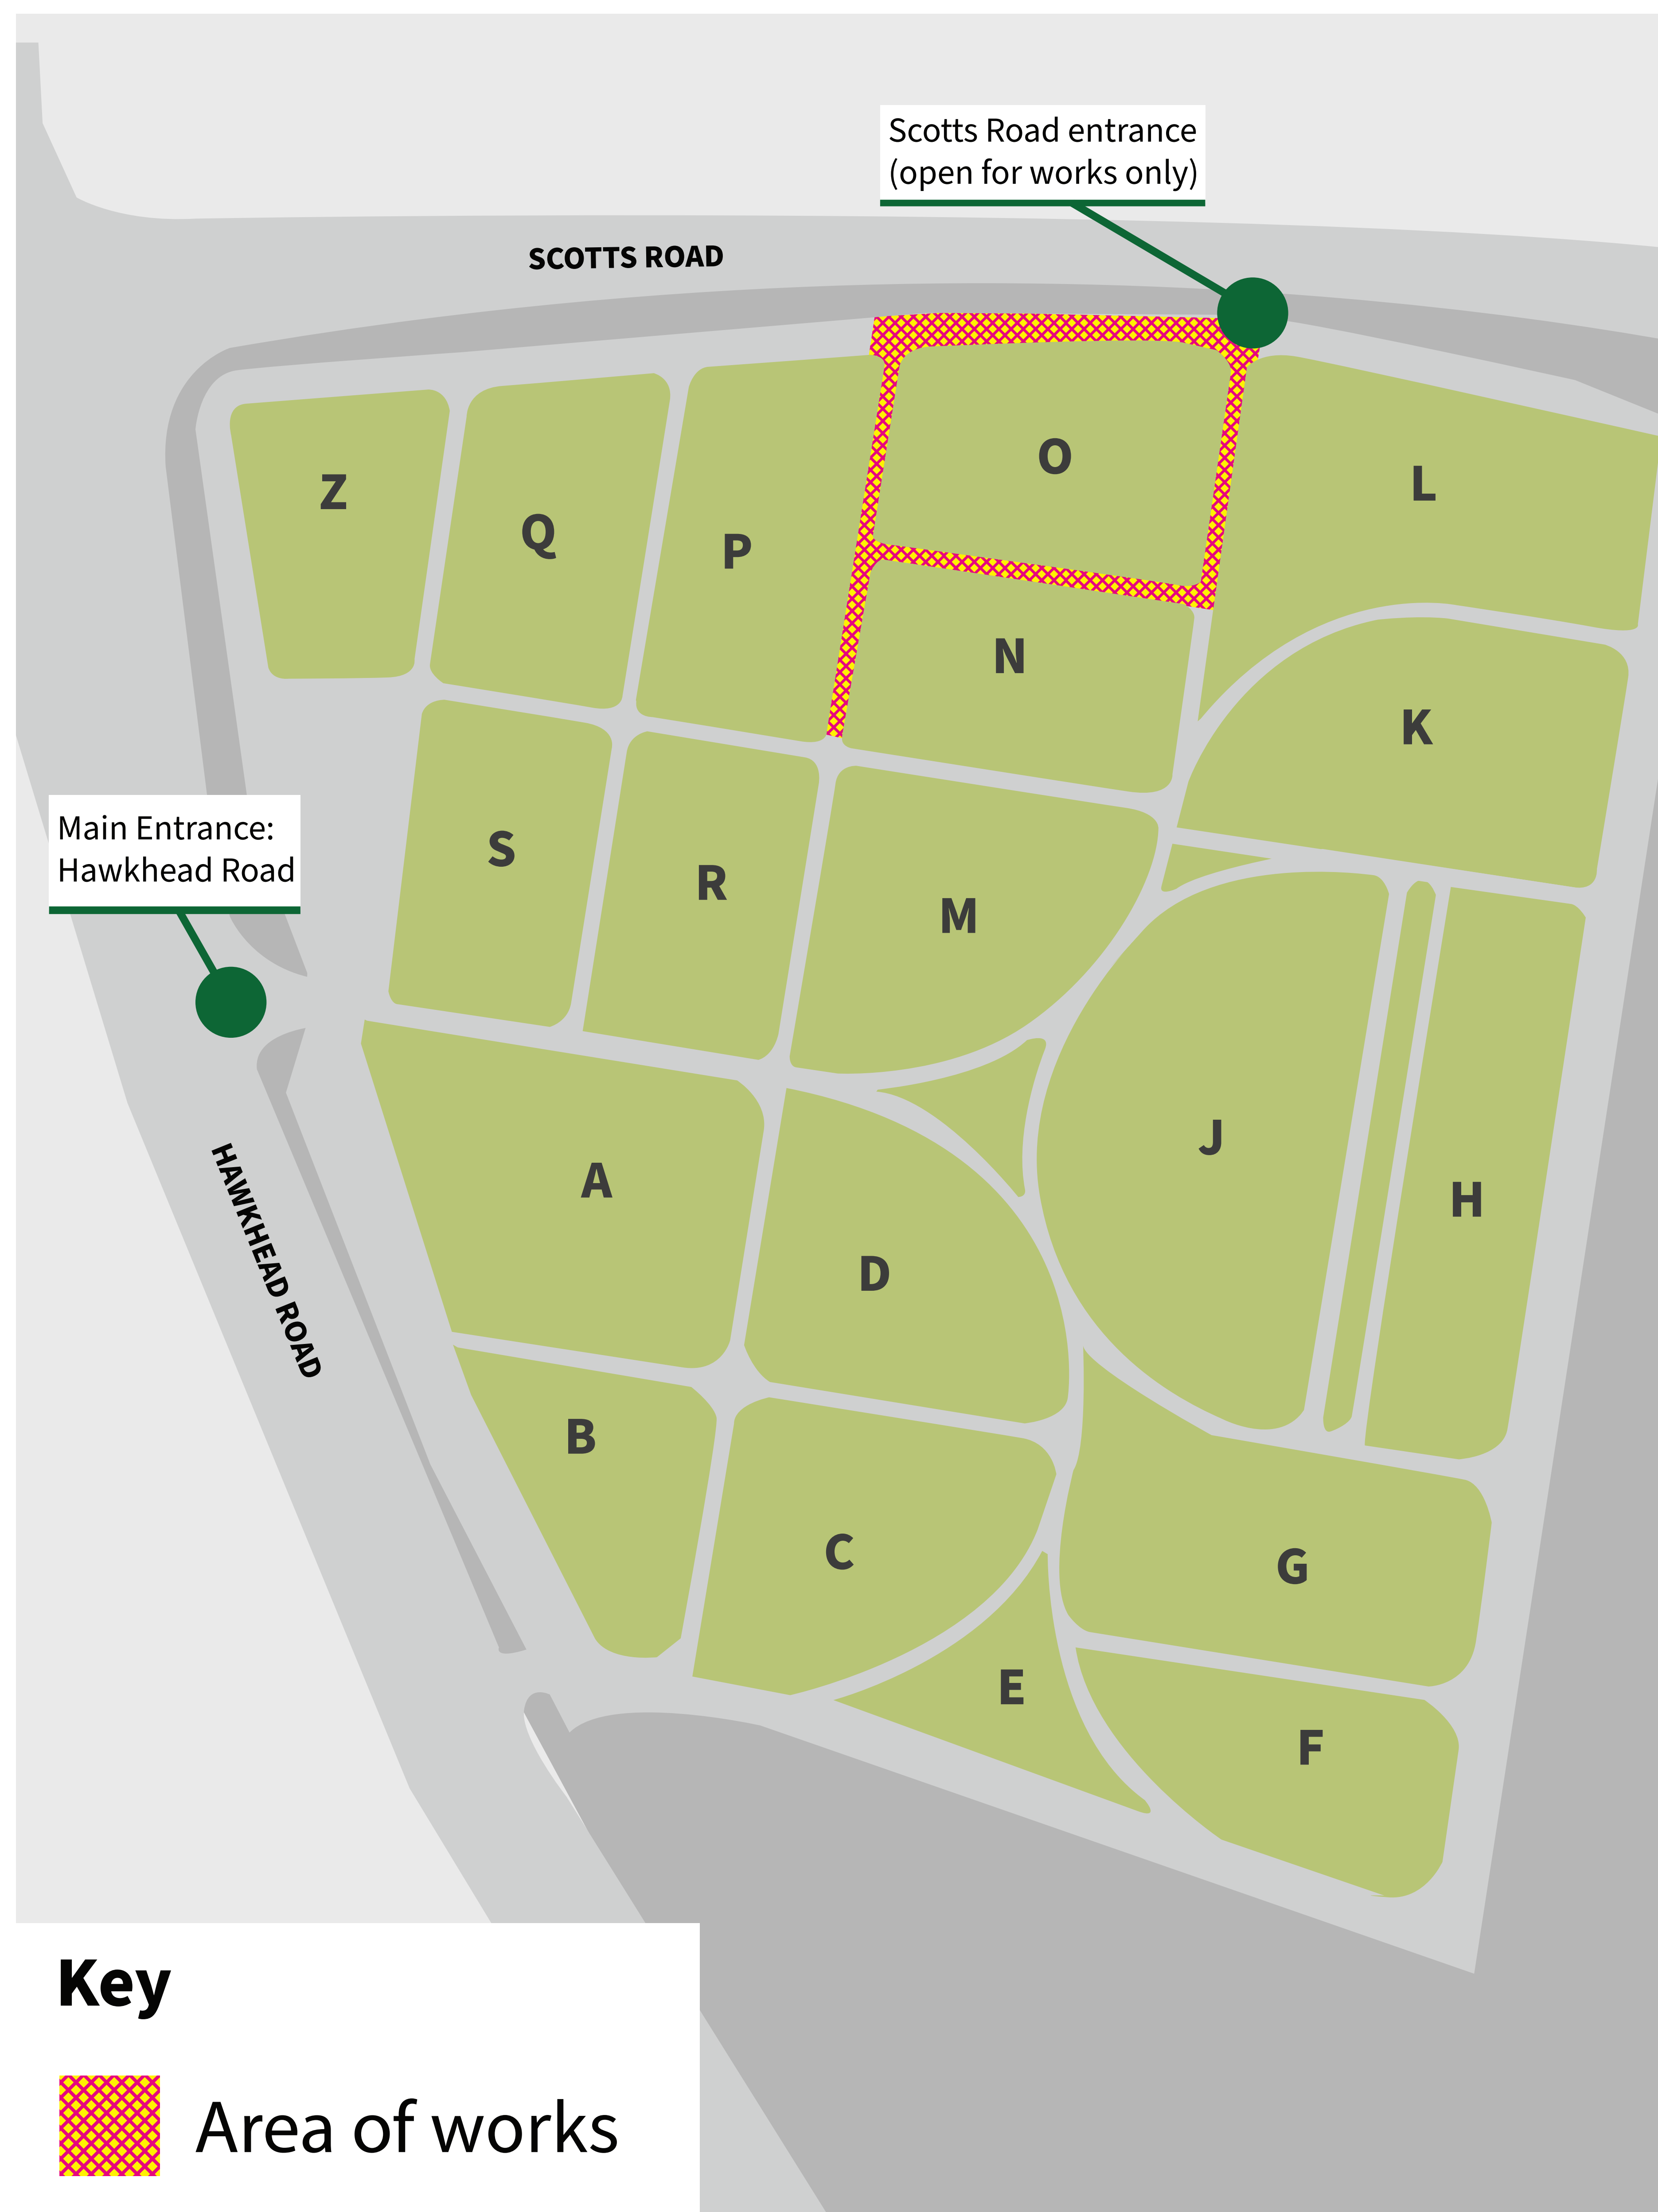 Scotts Road entrance
(open for works only)
SCOTTS ROAD
Z
Q
P
O
L
N
K
Main Entrance:
Hawkhead Road
S
R
M
J
H
A
D
HAWKHEAD ROAD
B
C
G
E
F
Key
Area of works